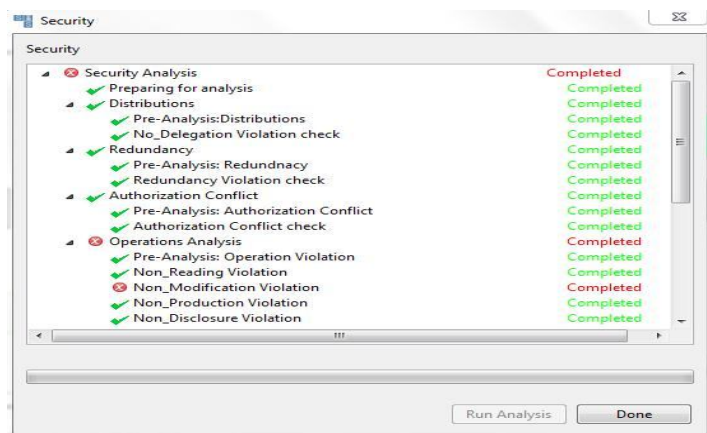 Security
Security
Security Analysis Completed
Preparing for analysis Completed
Distributions Completed
Pre-Analysis:Distributions Completed
No_Delegation Violation check Completed
Redundancy Completed
Pre-Analysis: Redundnacy Completed
Redundancy Violation check Completed
Authorization Conflict Completed
Pre-Analysis: Authorization Conflict Completed
Authorization Conflict check Completed
Operations Analysis Completed
Pre-Analysis: Operation Violation Completed
Non_Reading Violation Completed
Non_Modification Violation Completed
Non_Production Violation Completed
Non_Disclosure Violation Completed
Run Analysis Done